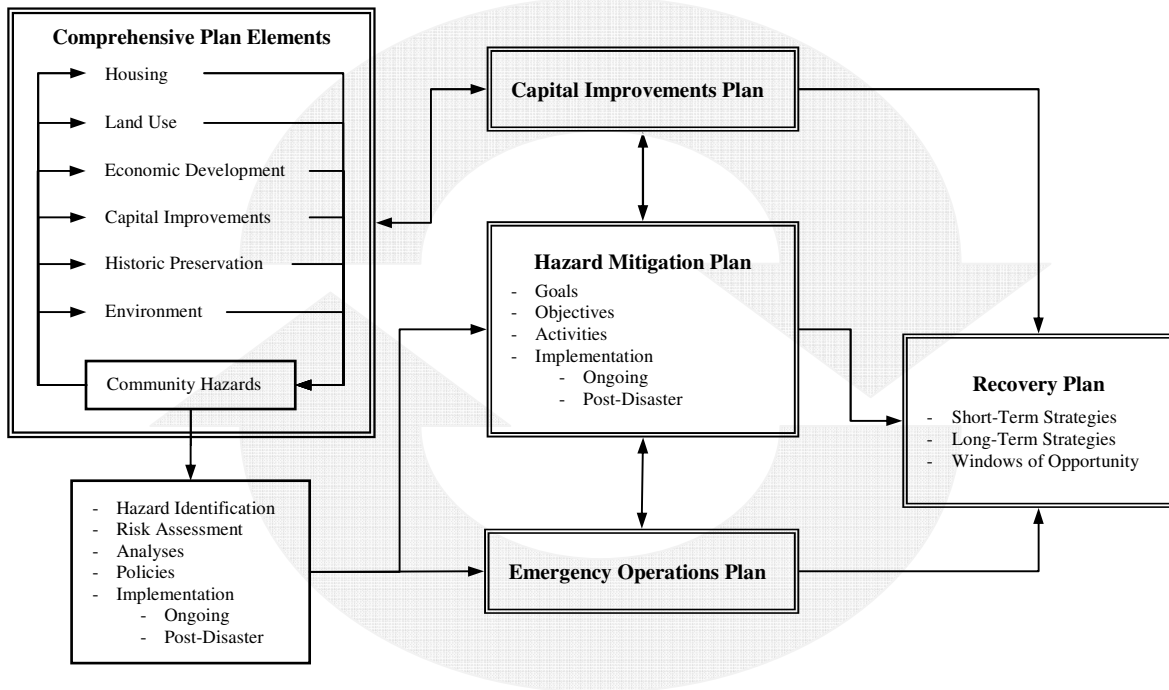 Comprehensive Plan Elements
Housing
Land Use
Economic Development
Capital Improvements
Historic Preservation
Environment
Community Hazards
- Hazard Identification
- Risk Assessment
- Analyses
- Policies
- Implementation
- Ongoing
- Post-Disaster
Capital Improvements Plan
Hazard Mitigation Plan
- Goals
- Objectives
- Activities
- Implementation
- Ongoing
- Post-Disaster
Emergency Operations Plan
Recovery Plan
- Short-Term Strategies
- Long-Term Strategies
- Windows of Opportunity